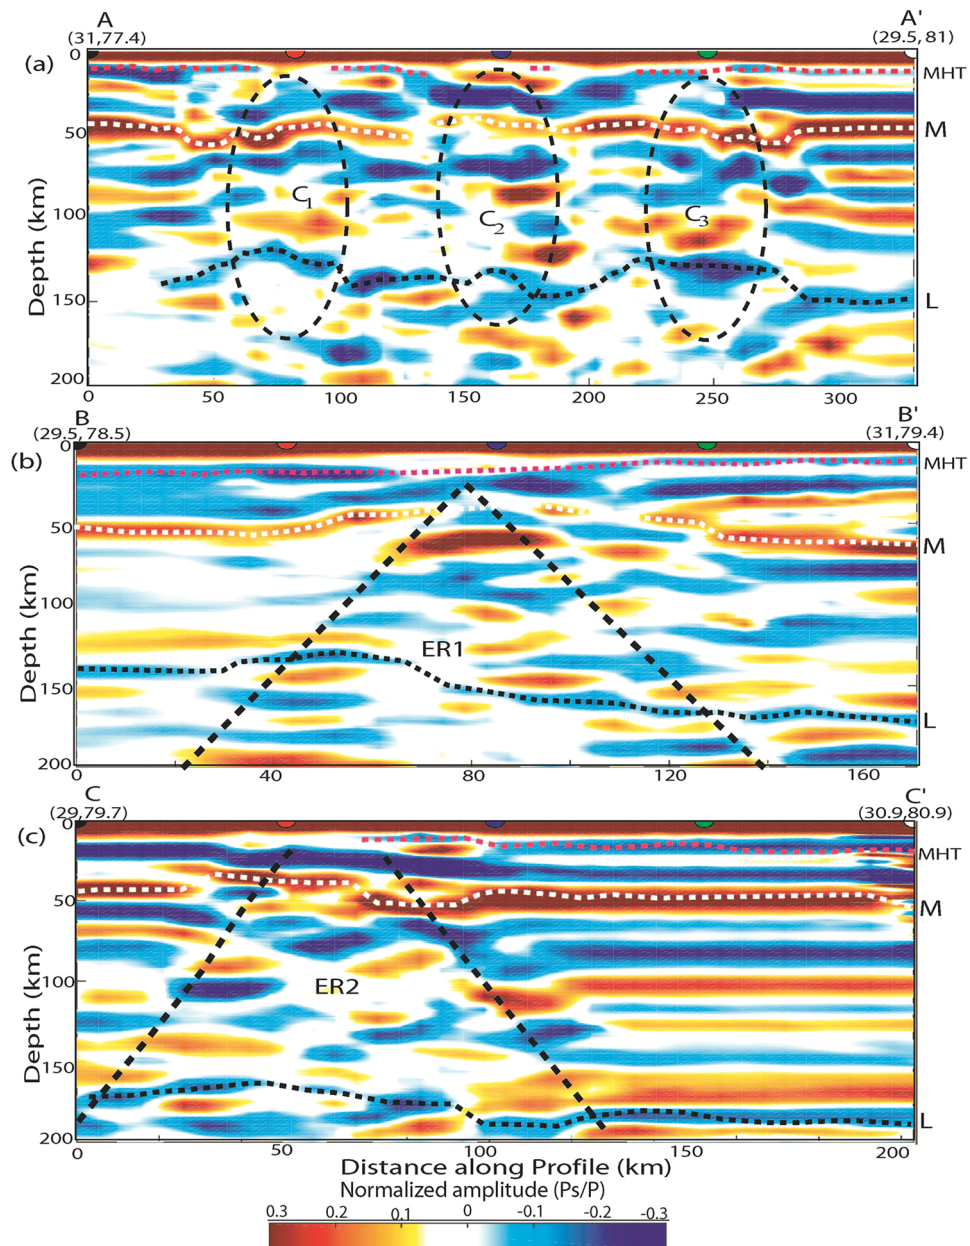 A A'
(31,77.4) (29.5, 81)
(a) 0 MHT
50 M
C1 C2 C3
100
150 L
200
Depth (km)
0 50 100 150 200 250 300
B B'
(29.5, 78.5) (31,79.4)
(b) 0 MHT
50 M
100
ER1
150 L
200
Depth (km)
0 40 80 120 160
C C'
(29,79.7) (30.9,80.9)
(c) 0 MHT
50 M
100 ER2
150
L
200
Depth (km)
0 50 100 150 200
Distance along Profile (km)
Normalized amplitude (Ps/P)
0.3 0.2 0.1 0 -0.1 -0.2 -0.3